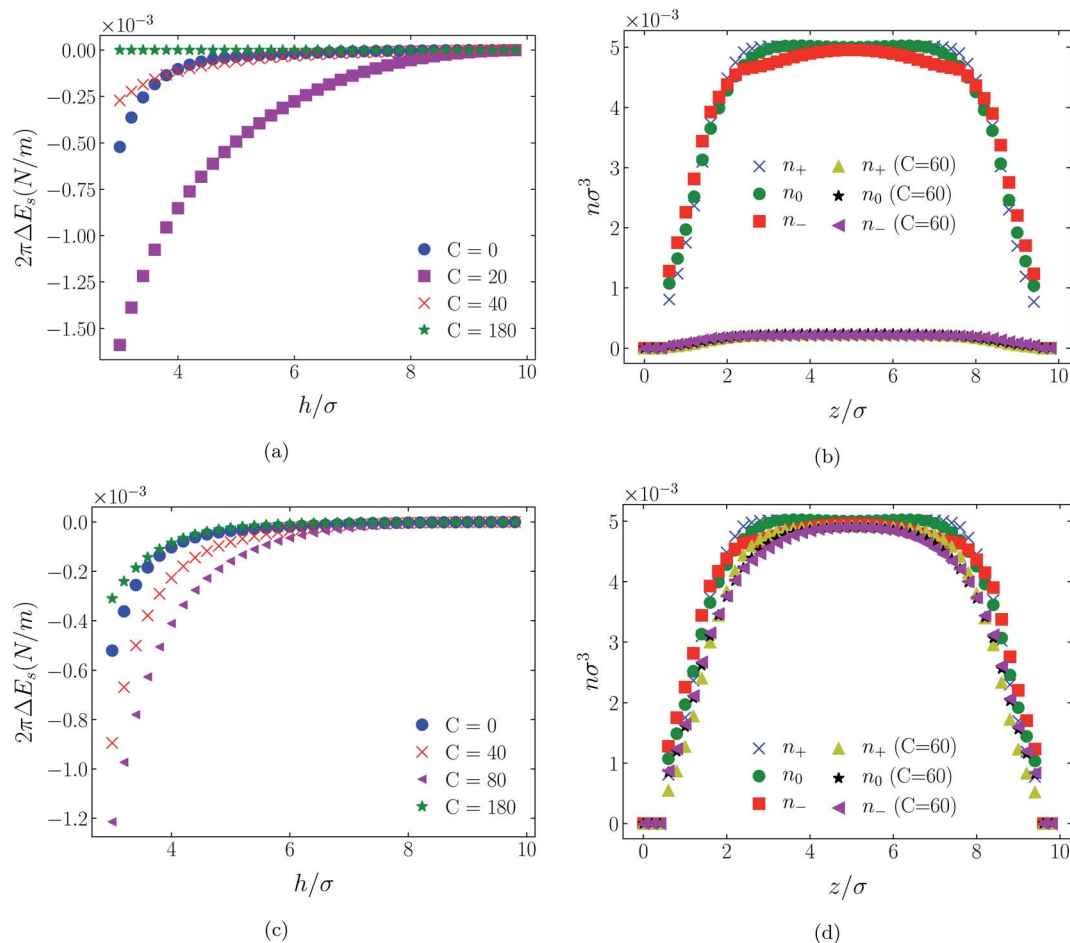 ×10⁻³
0.00
−0.25
−0.50
−0.75
−1.00
−1.25
−1.50
2πΔEₛ(N/m)
C = 0
C = 20
C = 40
C = 180
4 6 8 10
h/σ
(a)
×10⁻³
5
4
3
2
1
0
nσ³
n₊ n₊ (C=60)
n₀ n₀ (C=60)
n₋ n₋ (C=60)
0 2 4 6 8 10
z/σ
(b)
×10⁻³
0.0
−0.2
−0.4
−0.6
−0.8
−1.0
−1.2
2πΔEₛ(N/m)
C = 0
C = 40
C = 80
C = 180
4 6 8 10
h/σ
(c)
×10⁻³
5
4
3
2
1
0
nσ³
n₊ n₊ (C=60)
n₀ n₀ (C=60)
n₋ n₋ (C=60)
0 2 4 6 8 10
z/σ
(d)